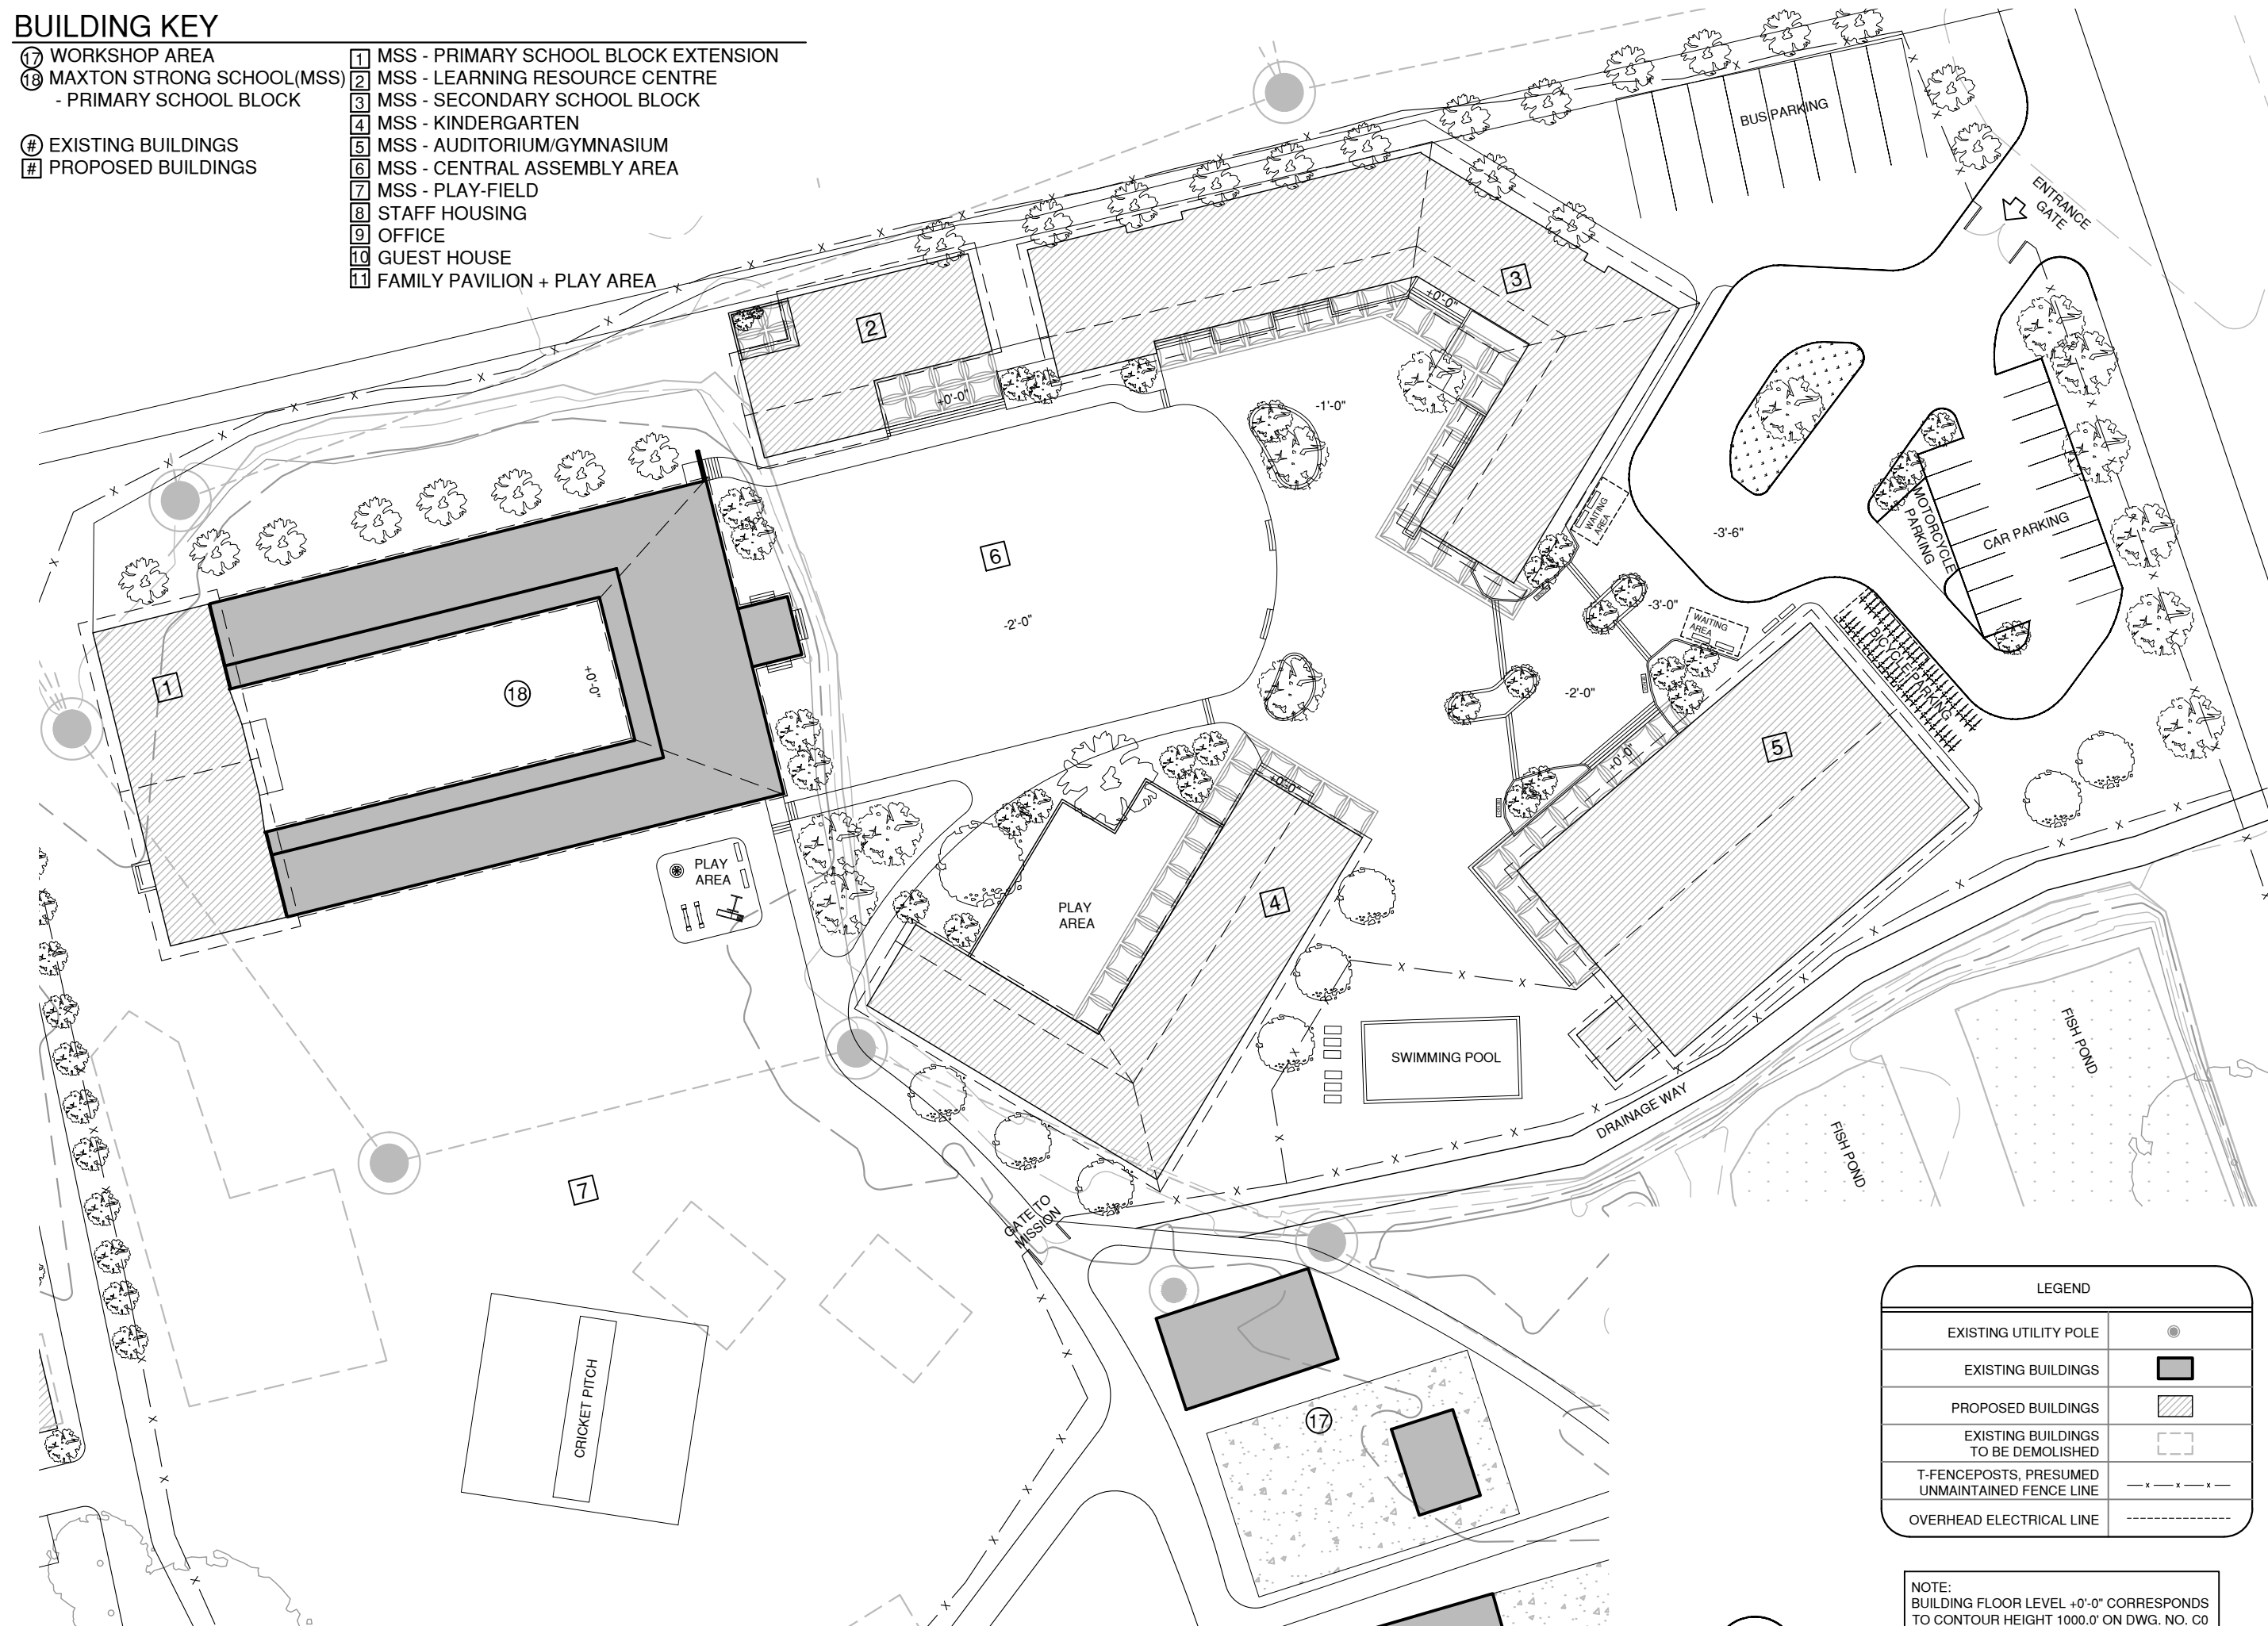 BUILDING KEY
17 WORKSHOP AREA
18 MAXTON STRONG SCHOOL(MSS)
- PRIMARY SCHOOL BLOCK
# EXISTING BUILDINGS
# PROPOSED BUILDINGS
1 MSS - PRIMARY SCHOOL BLOCK EXTENSION
2 MSS - LEARNING RESOURCE CENTRE
3 MSS - SECONDARY SCHOOL BLOCK
4 MSS - KINDERGARTEN
5 MSS - AUDITORIUM/GYMNASIUM
6 MSS - CENTRAL ASSEMBLY AREA
7 MSS - PLAY-FIELD
8 STAFF HOUSING
9 OFFICE
10 GUEST HOUSE
11 FAMILY PAVILION + PLAY AREA
BUS PARKING
ENTRANCE
GATE
3
+0'-0"
2
+0'-0"
-1'-0"
WAITING
AREA
-3'-6"
MOTORCYCLE
PARKING
CAR PARKING
6
-2'-0"
-3'-0"
WAITING
AREA
BICYCLE PARKING
1
18
+0'-0"
-2'-0"
5
+0'-0"
+0'-0"
PLAY
AREA
PLAY
AREA
4
SWIMMING POOL
FISH POND
DRAINAGE WAY
FISH POND
7
GATE TO
MISSION
CRICKET PITCH
17
LEGEND
EXISTING UTILITY POLE
EXISTING BUILDINGS
PROPOSED BUILDINGS
EXISTING BUILDINGS
TO BE DEMOLISHED
T-FENCEPOSTS, PRESUMED
UNMAINTAINED FENCE LINE
OVERHEAD ELECTRICAL LINE
NOTE:
BUILDING FLOOR LEVEL +0'-0" CORRESPONDS
TO CONTOUR HEIGHT 1000.0' ON DWG. NO. C0